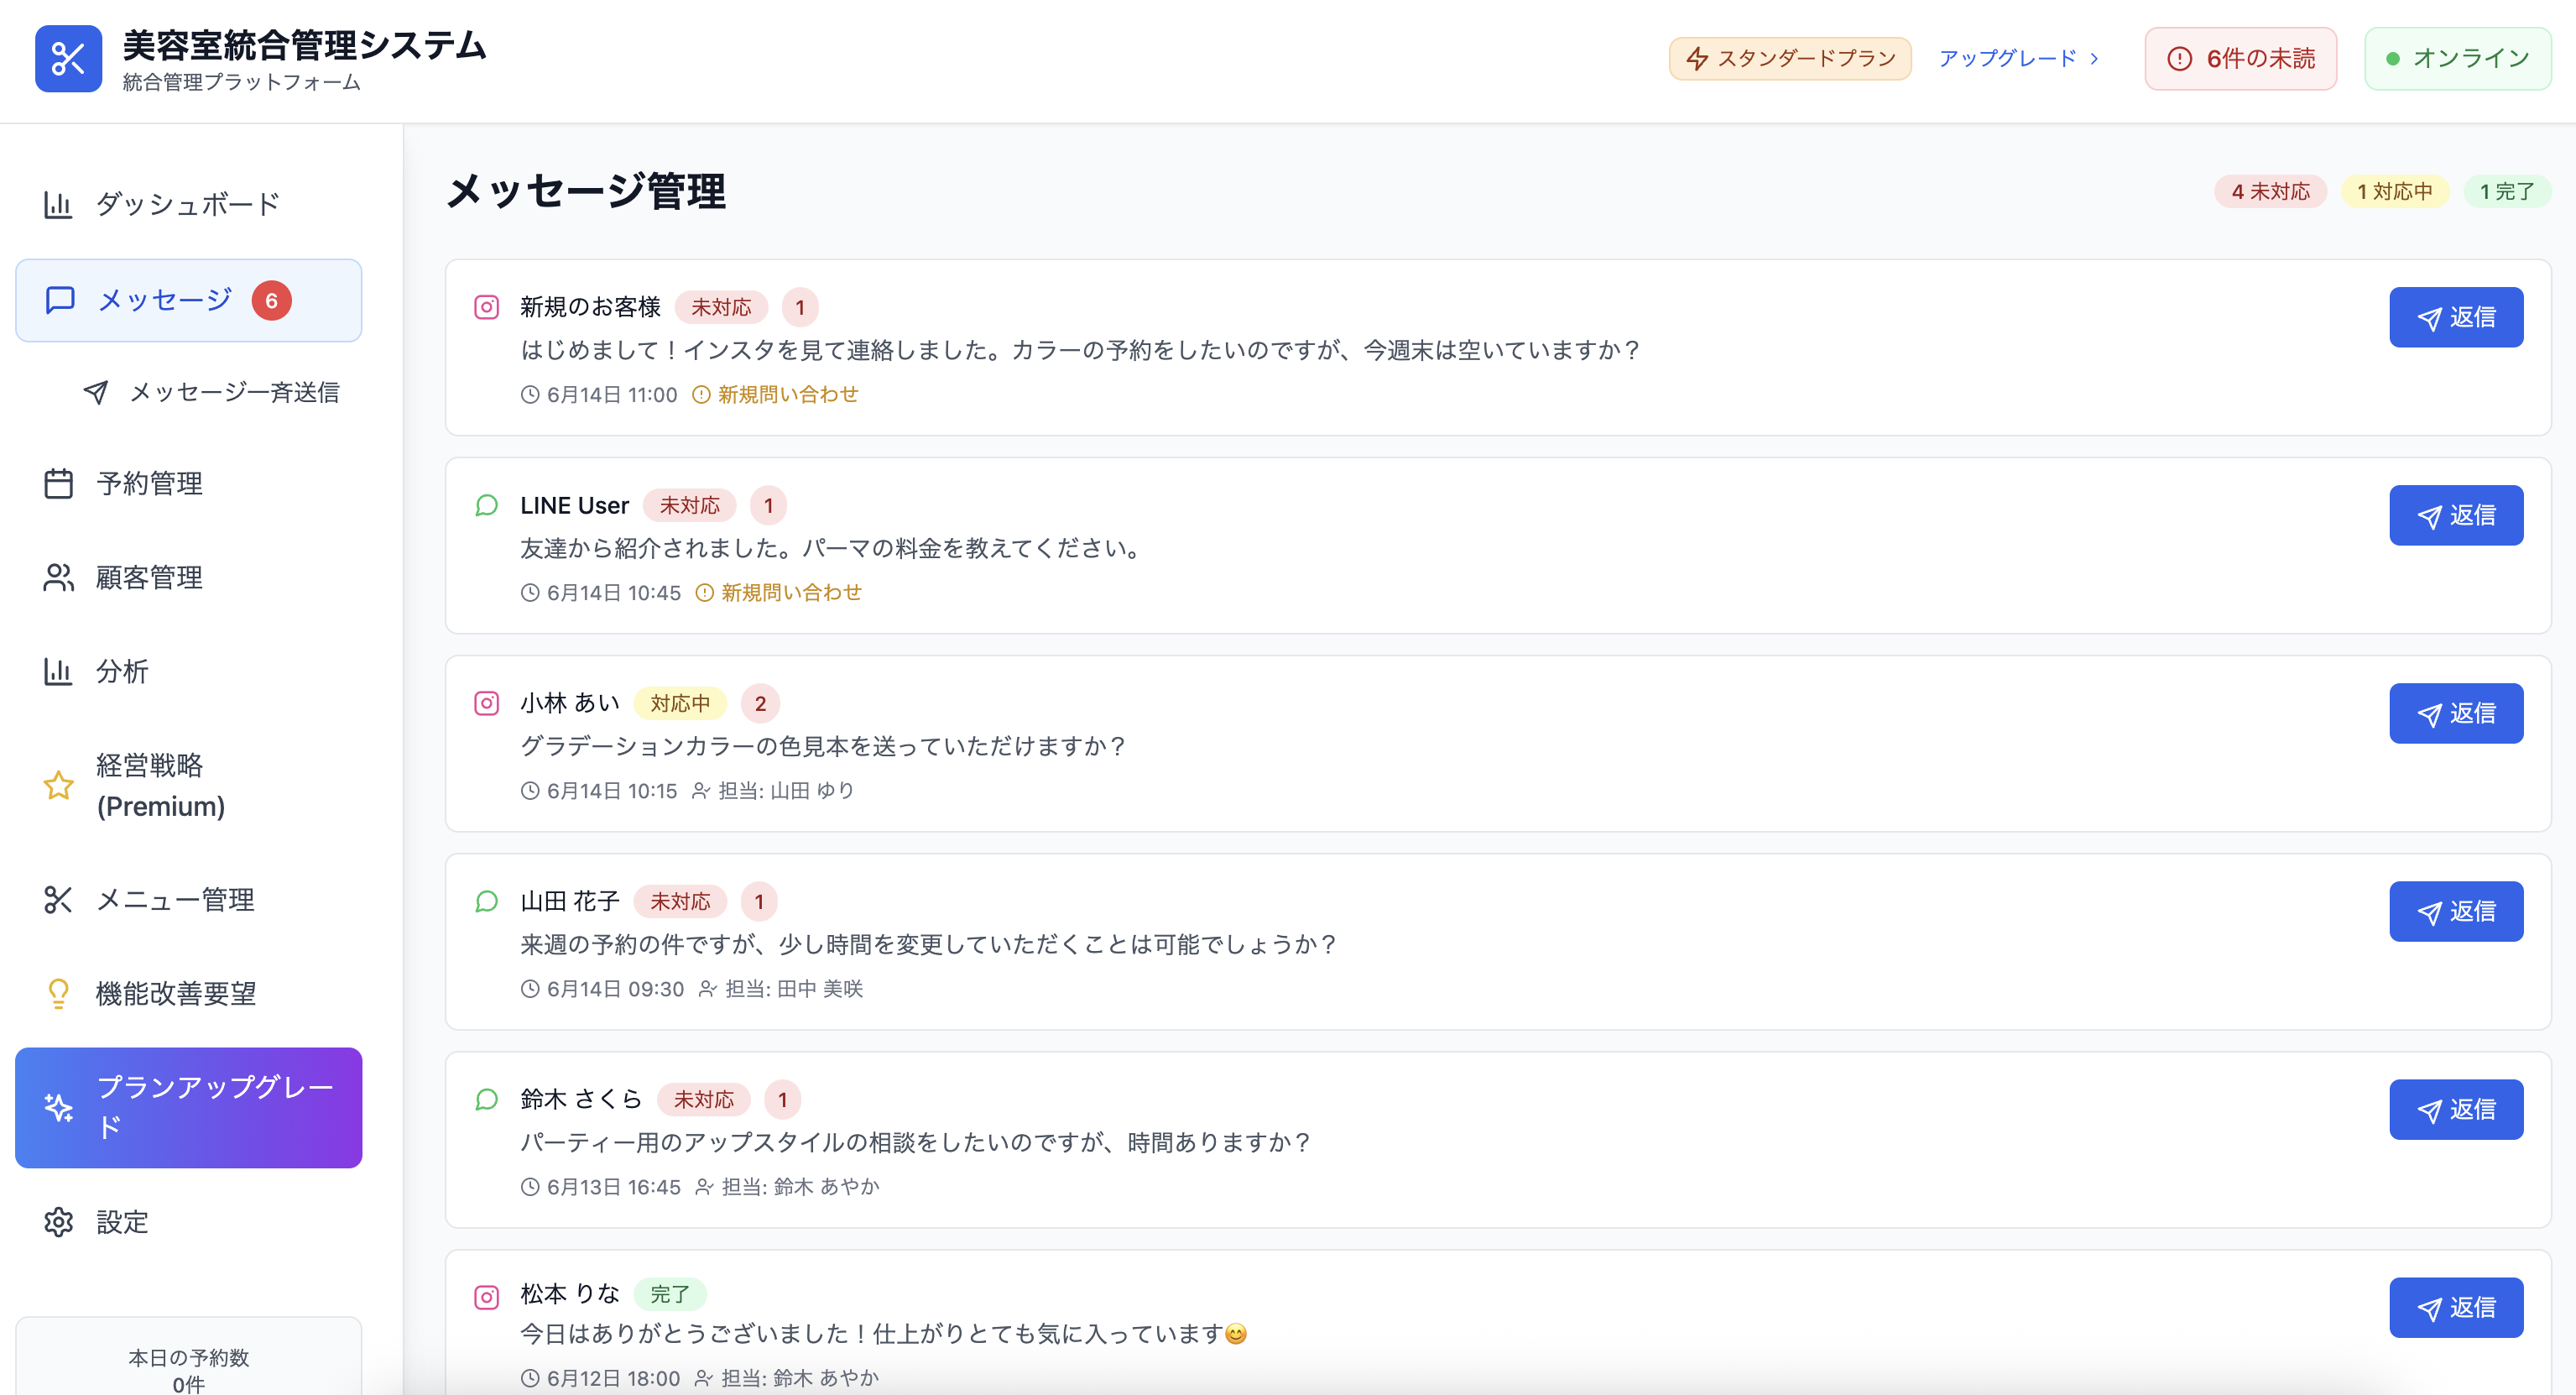 美容室統合管理システム
統合管理プラットフォーム
スタンダードプラン
アップグレード
6件の未読
オンライン
ダッシュボード
メッセージ 6
メッセージ一斉送信
予約管理
顧客管理
分析
経営戦略
(Premium)
メニュー管理
機能改善要望
プランアップグレー
ド
設定
本日の予約数
0件
メッセージ管理
4 未対応
1 対応中
1 完了
新規のお客様 未対応 1
はじめまして！インスタを見て連絡しました。カラーの予約をしたいのですが、今週末は空いていますか？
6月14日 11:00 新規問い合わせ
返信
LINE User 未対応 1
友達から紹介されました。パーマの料金を教えてください。
6月14日 10:45 新規問い合わせ
返信
小林 あい 対応中 2
グラデーションカラーの色見本を送っていただけますか？
6月14日 10:15 担当: 山田 ゆり
返信
山田 花子 未対応 1
来週の予約の件ですが、少し時間を変更していただくことは可能でしょうか？
6月14日 09:30 担当: 田中 美咲
返信
鈴木 さくら 未対応 1
パーティー用のアップスタイルの相談をしたいのですが、時間ありますか？
6月13日 16:45 担当: 鈴木 あやか
返信
松本 りな 完了
今日はありがとうございました！仕上がりとても気に入っています😊
6月12日 18:00 担当: 鈴木 あやか
返信